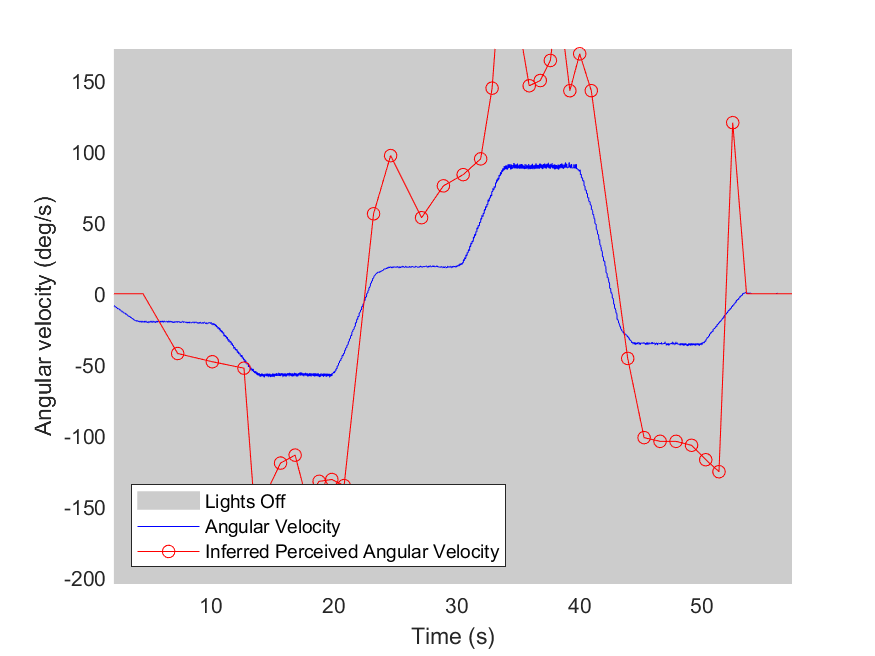 150
100
50
0
-50
-100
-150
-200
Angular velocity (deg/s)
Lights Off
Angular Velocity
Inferred Perceived Angular Velocity
10 20 30 40 50
Time (s)